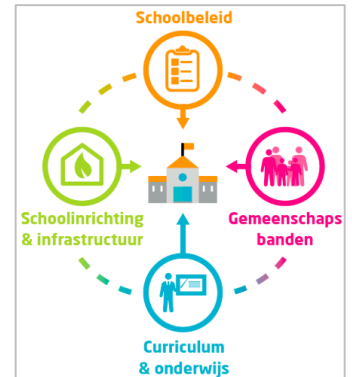 Schoolbeleid
Schoolinrichting
& infrastructuur
Gemeenschaps
banden
Curriculum
& onderwijs